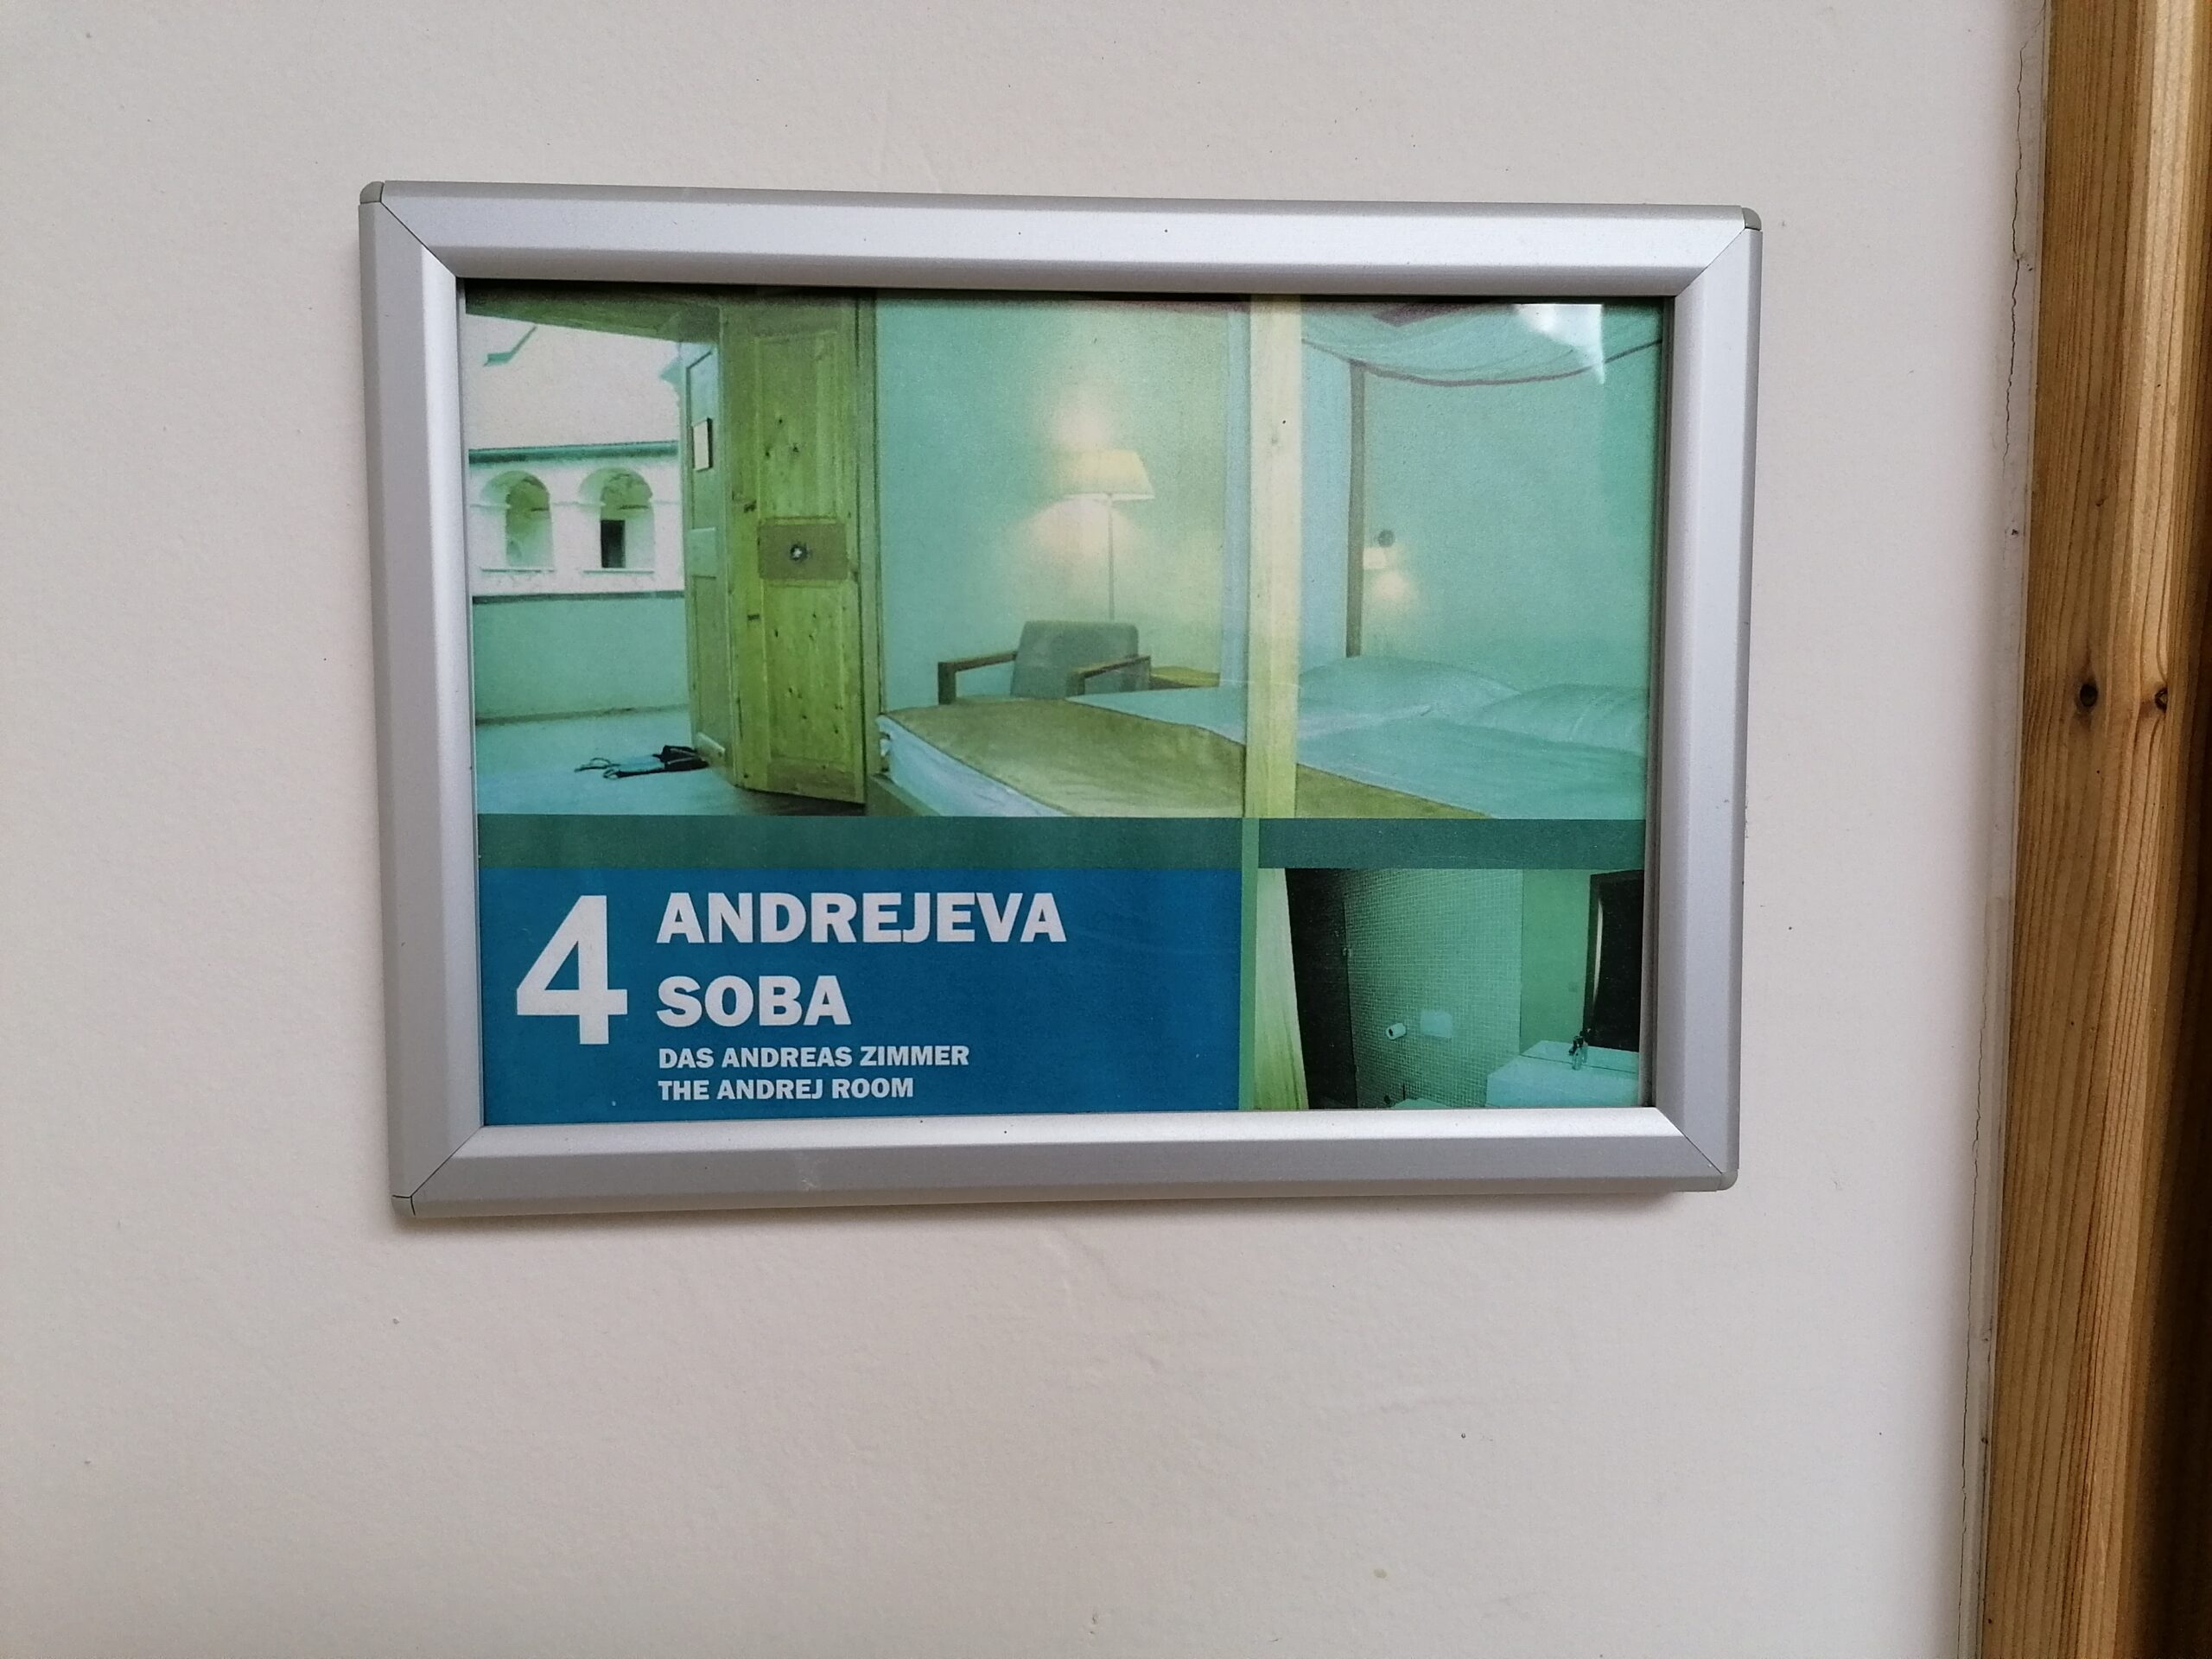 4 ANDREJEVA
SOBA
DAS ANDREAS ZIMMER
THE ANDREJ ROOM